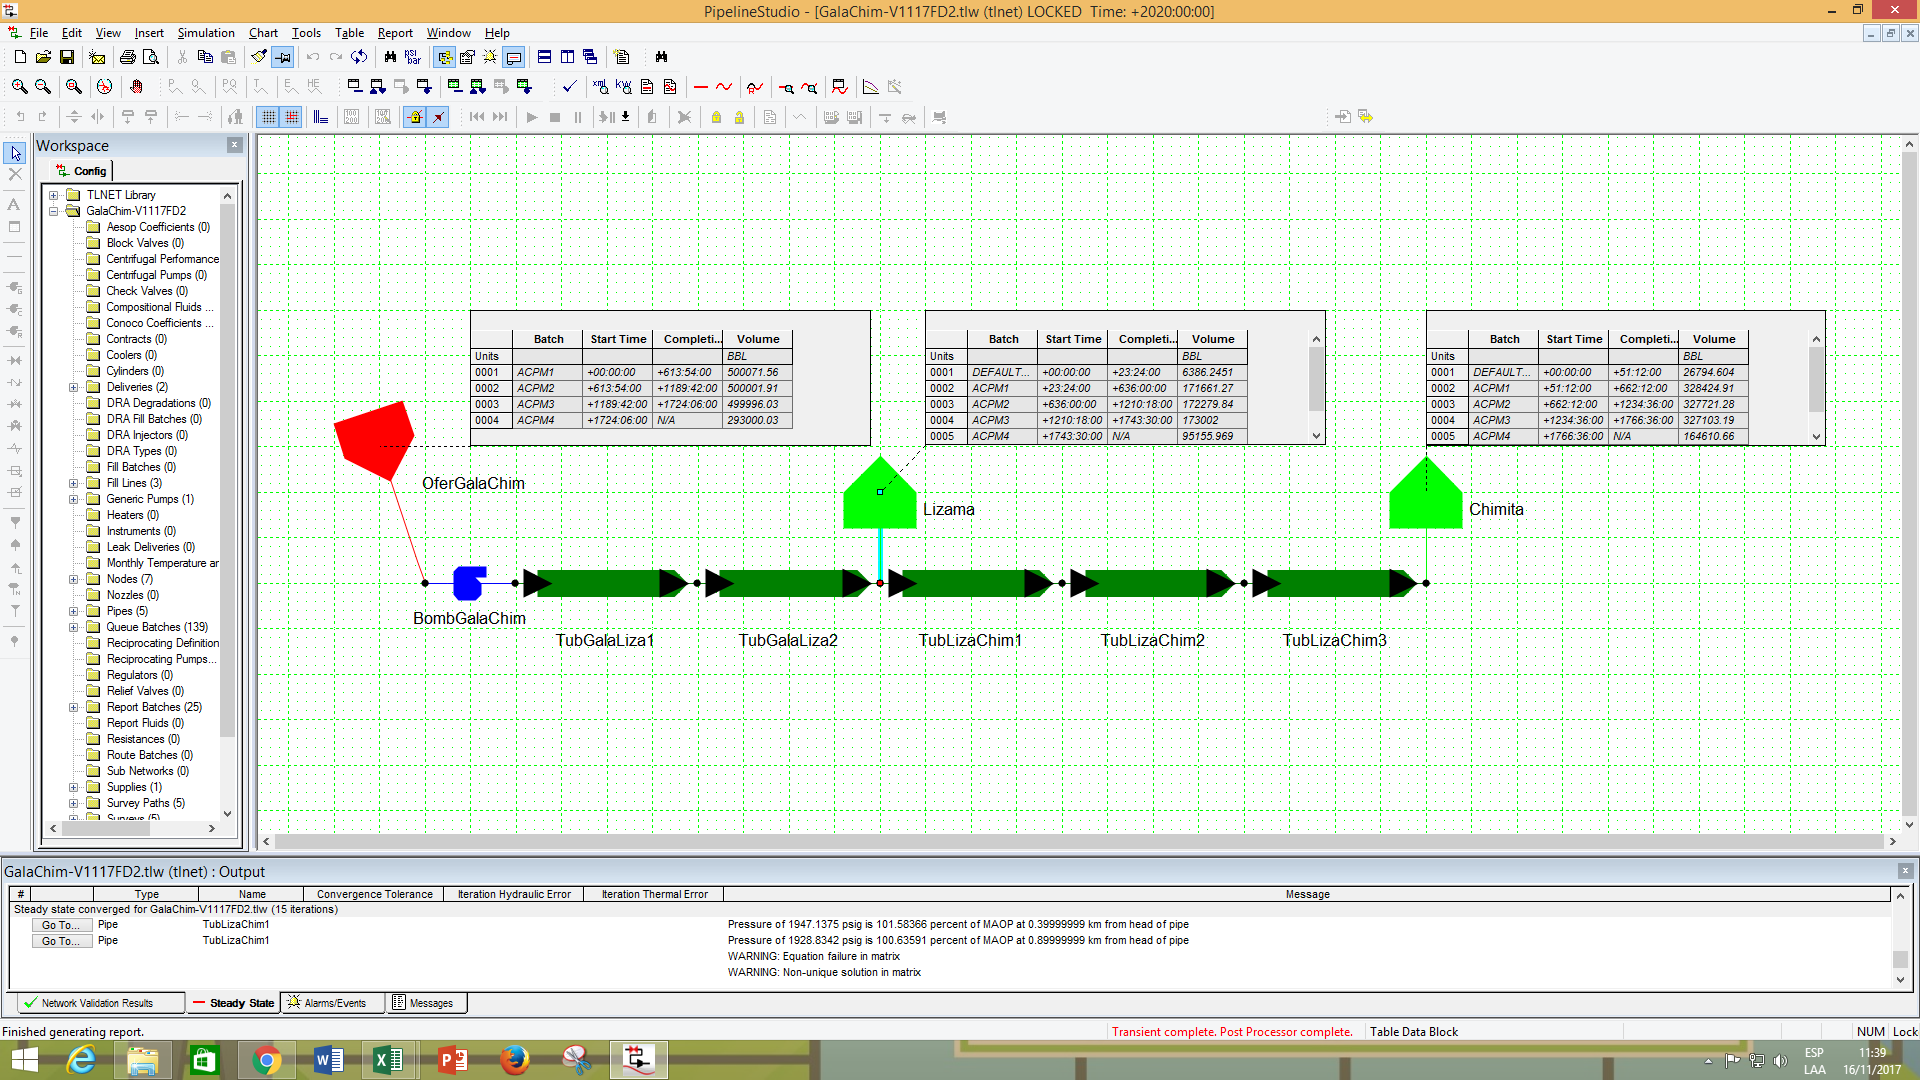 PipelineStudio - [GalaChim-V1117FD2.tlw (tlnet) LOCKED  Time: +2020:00:00]
File Edit View Insert Simulation Chart Tools Table Report Window Help
Workspace
Config
TLNET Library
GalaChim-V1117FD2
Aesop Coefficients (0)
Block Valves (0)
Centrifugal Performance
Centrifugal Pumps (0)
Check Valves (0)
Compositional Fluids ...
Conoco Coefficients ...
Contracts (0)
Coolers (0)
Cylinders (0)
Deliveries (2)
DRA Degradations (0)
DRA Fill Batches (0)
DRA Injectors (0)
DRA Types (0)
Fill Batches (0)
Fill Lines (3)
Generic Pumps (1)
Heaters (0)
Instruments (0)
Leak Deliveries (0)
Monthly Temperature ar
Nodes (7)
Nozzles (0)
Pipes (5)
Queue Batches (139)
Reciprocating Definition
Reciprocating Pumps...
Regulators (0)
Relief Valves (0)
Report Batches (25)
Report Fluids (0)
Resistances (0)
Route Batches (0)
Sub Networks (0)
Supplies (1)
Survey Paths (5)
Surveys (5)
Batch Start Time Completi... Volume
Units BBL
0001 ACPM1 +00:00:00 +613:54:00 500071.56
0002 ACPM2 +613:54:00 +1189:42:00 500001.91
0003 ACPM3 +1189:42:00 +1724:06:00 499996.03
0004 ACPM4 +1724:06:00 N/A 293000.03
Batch Start Time Completi... Volume
Units BBL
0001 DEFAULT... +00:00:00 +23:24:00 6386.2451
0002 ACPM1 +23:24:00 +636:00:00 171661.27
0003 ACPM2 +636:00:00 +1210:18:00 172279.84
0004 ACPM3 +1210:18:00 +1743:30:00 173002
0005 ACPM4 +1743:30:00 N/A 95155.969
Batch Start Time Completi... Volume
Units BBL
0001 DEFAULT... +00:00:00 +51:12:00 26794.604
0002 ACPM1 +51:12:00 +662:12:00 328424.91
0003 ACPM2 +662:12:00 +1234:36:00 327721.28
0004 ACPM3 +1234:36:00 +1766:36:00 327103.19
0005 ACPM4 +1766:36:00 N/A 164610.66
OferGalaChim
Lizama
Chimita
BombGalaChim
TubGalaLiza1
TubGalaLiza2
TubLizaChim1
TubLizaChim2
TubLizaChim3
GalaChim-V1117FD2.tlw (tlnet) : Output
# Type Name Convergence Tolerance Iteration Hydraulic Error Iteration Thermal Error Message
Steady state converged for GalaChim-V1117FD2.tlw (15 iterations)
Go To... Pipe TubLizaChim1 Pressure of 1947.1375 psig is 101.58366 percent of MAOP at 0.39999999 km from head of pipe
Go To... Pipe TubLizaChim1 Pressure of 1928.8342 psig is 100.63591 percent of MAOP at 0.89999999 km from head of pipe
WARNING: Equation failure in matrix
WARNING: Non-unique solution in matrix
Network Validation Results Steady State Alarms/Events Messages
Finished generating report. Transient complete. Post Processor complete. Table Data Block NUM Lock
ESP 11:39
LAA 16/11/2017